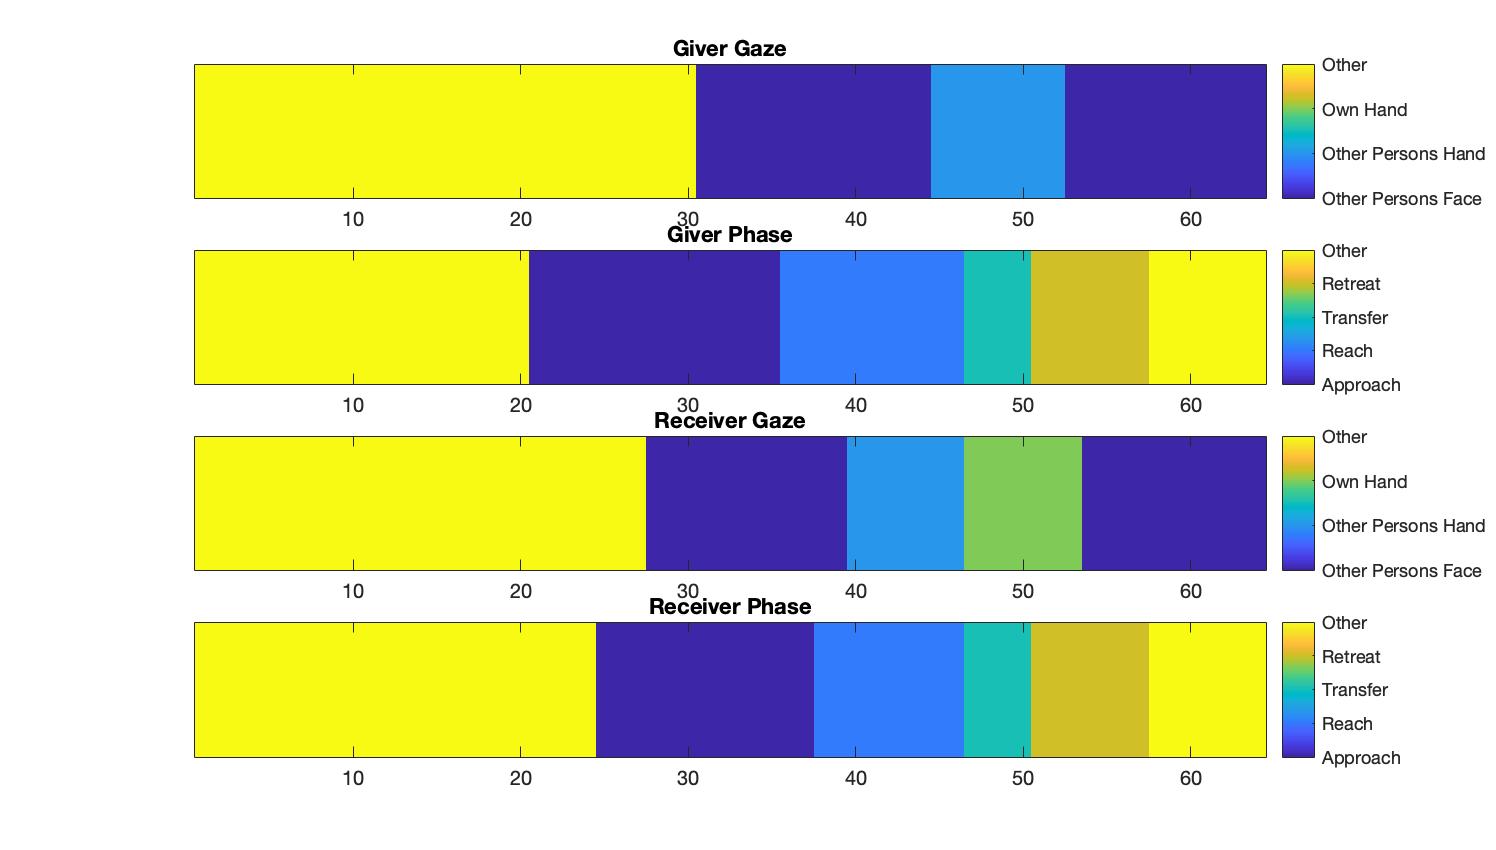 Giver Gaze
Other
Own Hand
Other Persons Hand
Other Persons Face
10 20 30 40 50 60
Giver Phase
Other
Retreat
Transfer
Reach
Approach
10 20 30 40 50 60
Receiver Gaze
Other
Own Hand
Other Persons Hand
Other Persons Face
10 20 30 40 50 60
Receiver Phase
Other
Retreat
Transfer
Reach
Approach
10 20 30 40 50 60